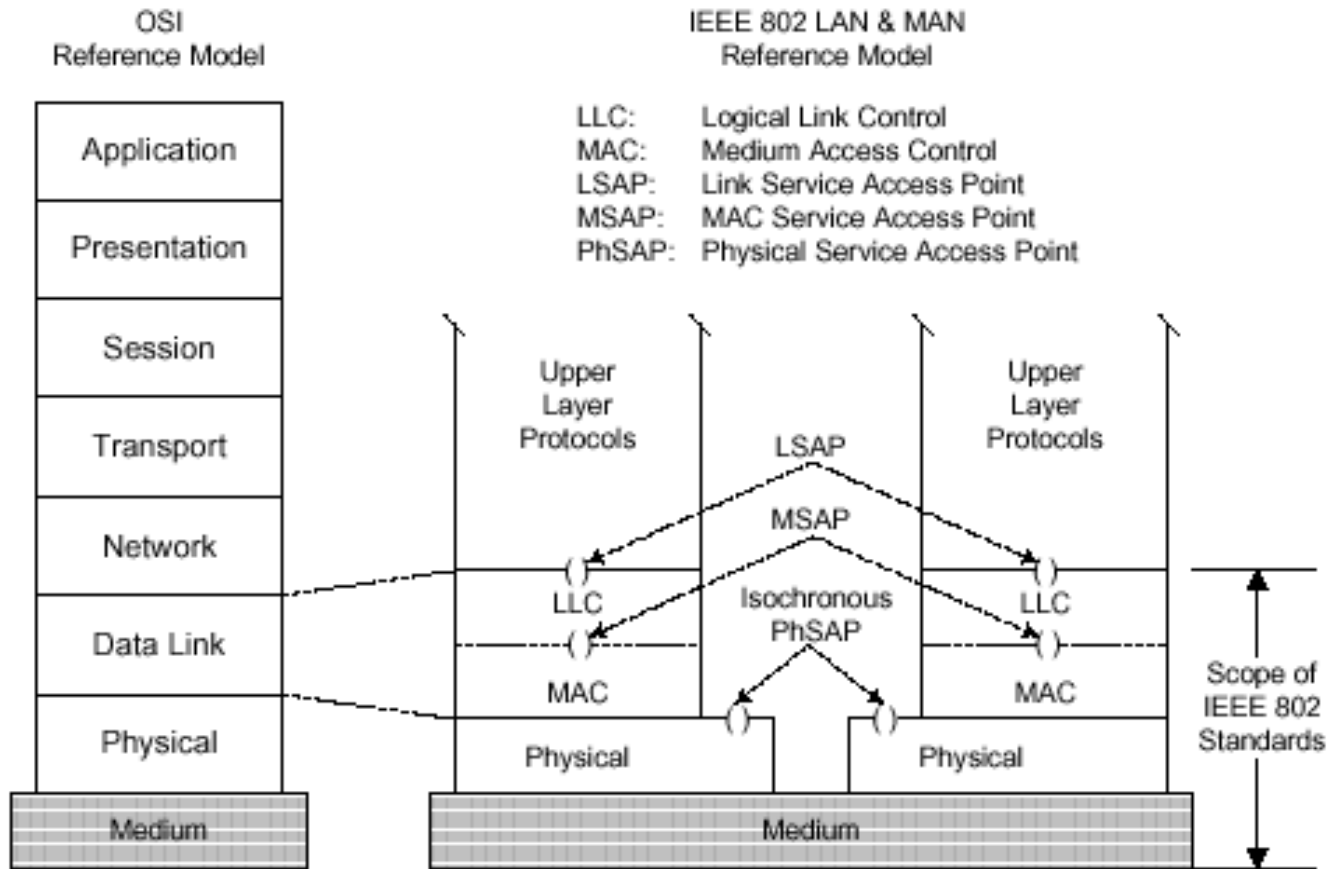 OSI
Reference Model
IEEE 802 LAN & MAN
Reference Model
LLC: Logical Link Control
MAC: Medium Access Control
LSAP: Link Service Access Point
MSAP: MAC Service Access Point
PhSAP: Physical Service Access Point
Application
Presentation
Session
Transport
Network
Data Link
Physical
Medium
Upper
Layer
Protocols
LLC
MAC
Physical
LSAP
MSAP
Isochronous
PhSAP
Upper
Layer
Protocols
LLC
MAC
Physical
Medium
Scope of
IEEE 802
Standards